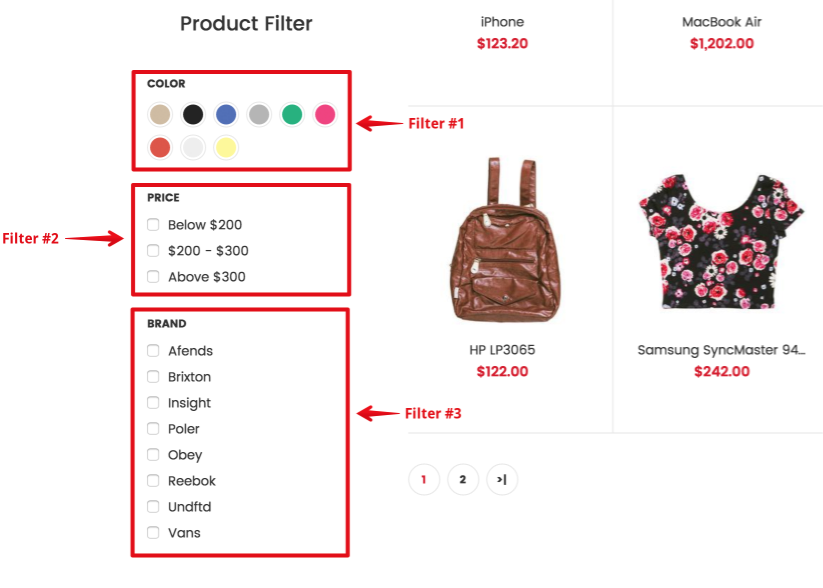 Product Filter
COLOR
Filter #1
PRICE
Below $200
$200 - $300
Above $300
Filter #2
BRAND
Afends
Brixton
Insight
Poler
Obey
Reebok
Undftd
Vans
Filter #3
iPhone
$123.20
MacBook Air
$1,202.00
HP LP3065
$122.00
Samsung SyncMaster 94...
$242.00
1 2 >|